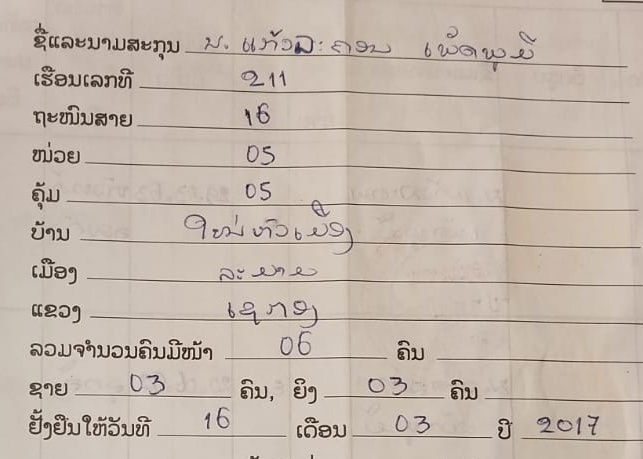 ຊື່ແລະນາມສະກຸນ ນ. ແກ້ວລະຄອນ ເພັດພູມີ
ເຮືອນເລກທີ 211
ຖະໜົນສາຍ 16
ໜ່ວຍ 05
ຄຸ້ມ 05
ບ້ານ ໃໝ່ຫົວເມືອງ
ເມືອງ ລະມາມ
ແຂວງ ເຊກອງ
ລວມຈຳນວນຄົນມີໜ້າ 06 ຄົນ
ຊາຍ 03 ຄົນ, ຍິງ 03 ຄົນ
ຢັ້ງຢືນໃຫ້ວັນທີ 16 ເດືອນ 03 ປີ 2017